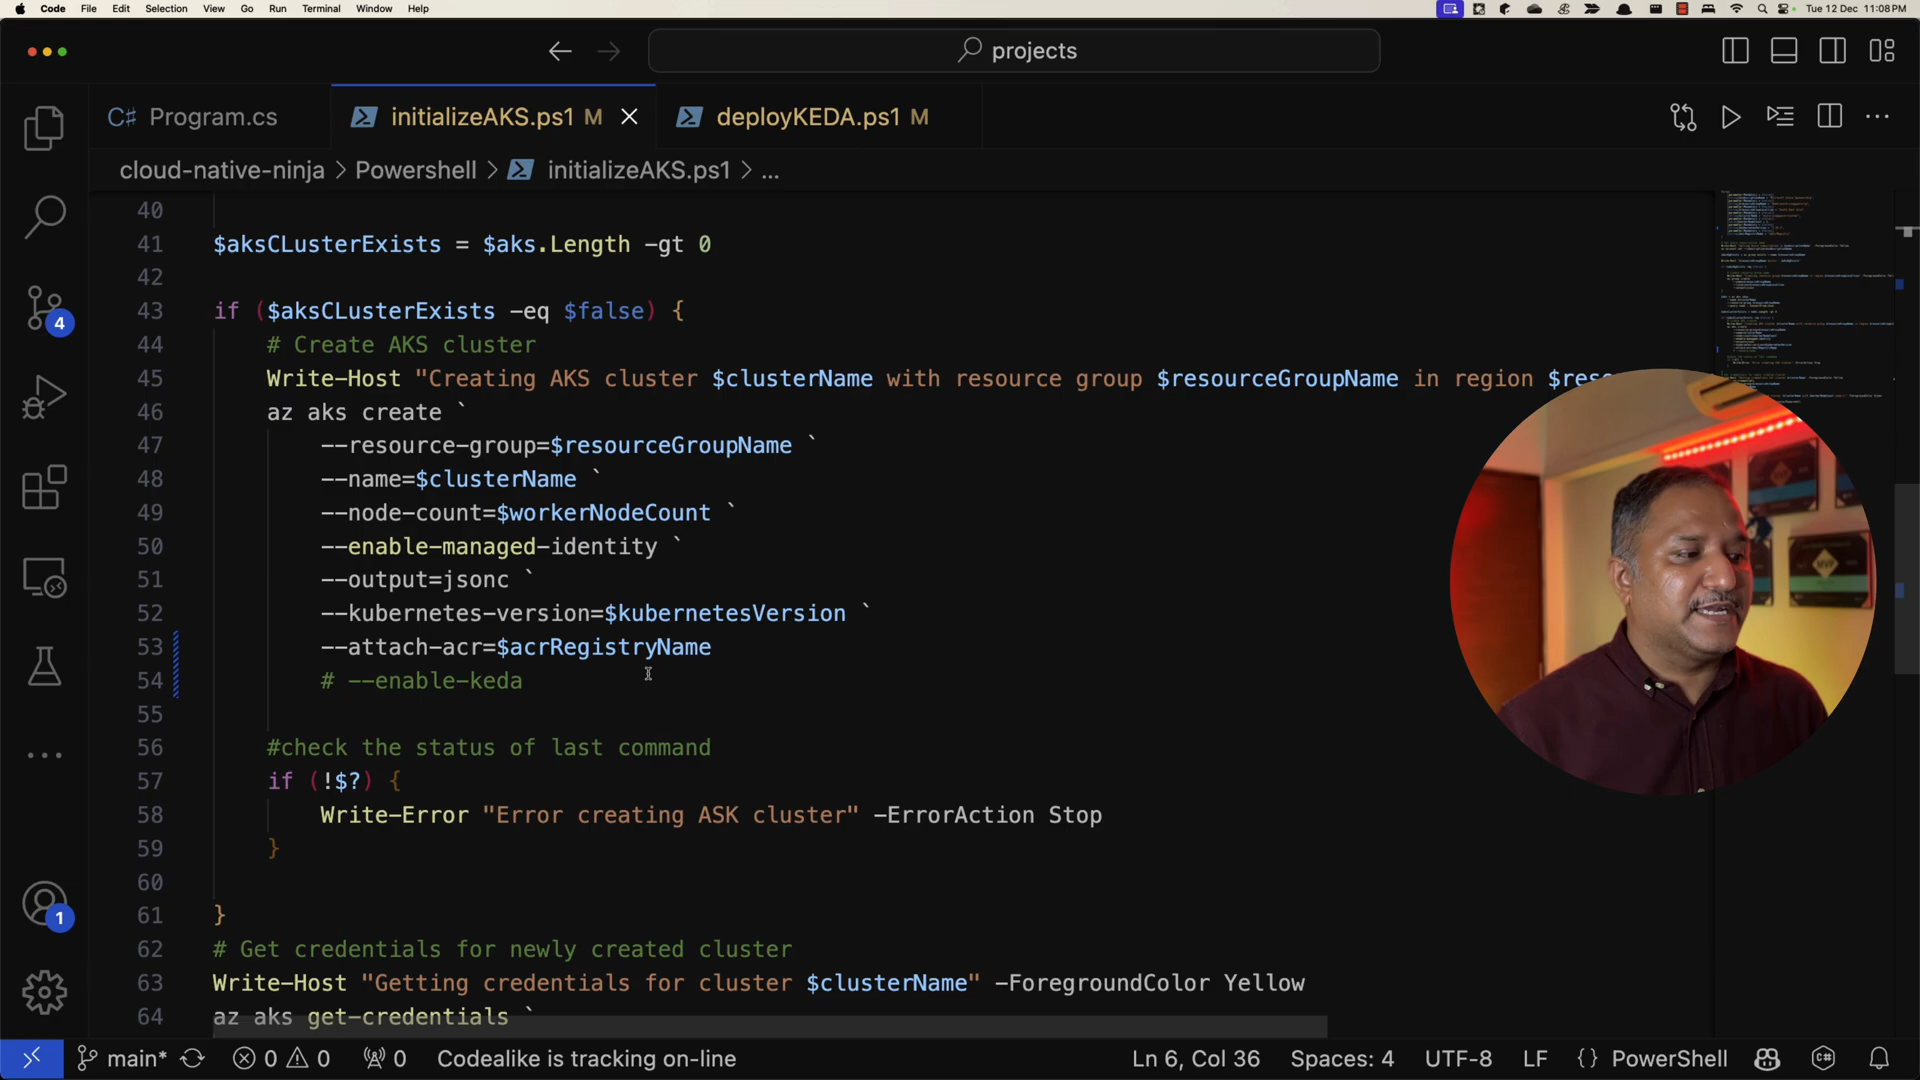 Code File Edit Selection View Go Run Terminal Window Help Tue 12 Dec 11:08 PM
projects
C# Program.cs initializeAKS.ps1 M deployKEDA.ps1 M
cloud-native-ninja > Powershell > initializeAKS.ps1 > ...
40
41 $aksCLusterExists = $aks.Length -gt 0
42
43 if ($aksCLusterExists -eq $false) {
44 # Create AKS cluster
45 Write-Host "Creating AKS cluster $clusterName with resource group $resourceGroupName in region
46 az aks create `
47 --resource-group=$resourceGroupName `
48 --name=$clusterName `
49 --node-count=$workerNodeCount `
50 --enable-managed-identity `
51 --output=jsonc `
52 --kubernetes-version=$kubernetesVersion `
53 --attach-acr=$acrRegistryName
54 # --enable-keda
55
56 #check the status of last command
57 if (!$?) {
58 Write-Error "Error creating ASK cluster" -ErrorAction Stop
59 }
60
61 }
62 # Get credentials for newly created cluster
63 Write-Host "Getting credentials for cluster $clusterName" -ForegroundColor Yellow
64 az aks get-credentials `
4
1
main* 0 0 0 Codealike is tracking on-line Ln 6, Col 36 Spaces: 4 UTF-8 LF {} PowerShell
MVP